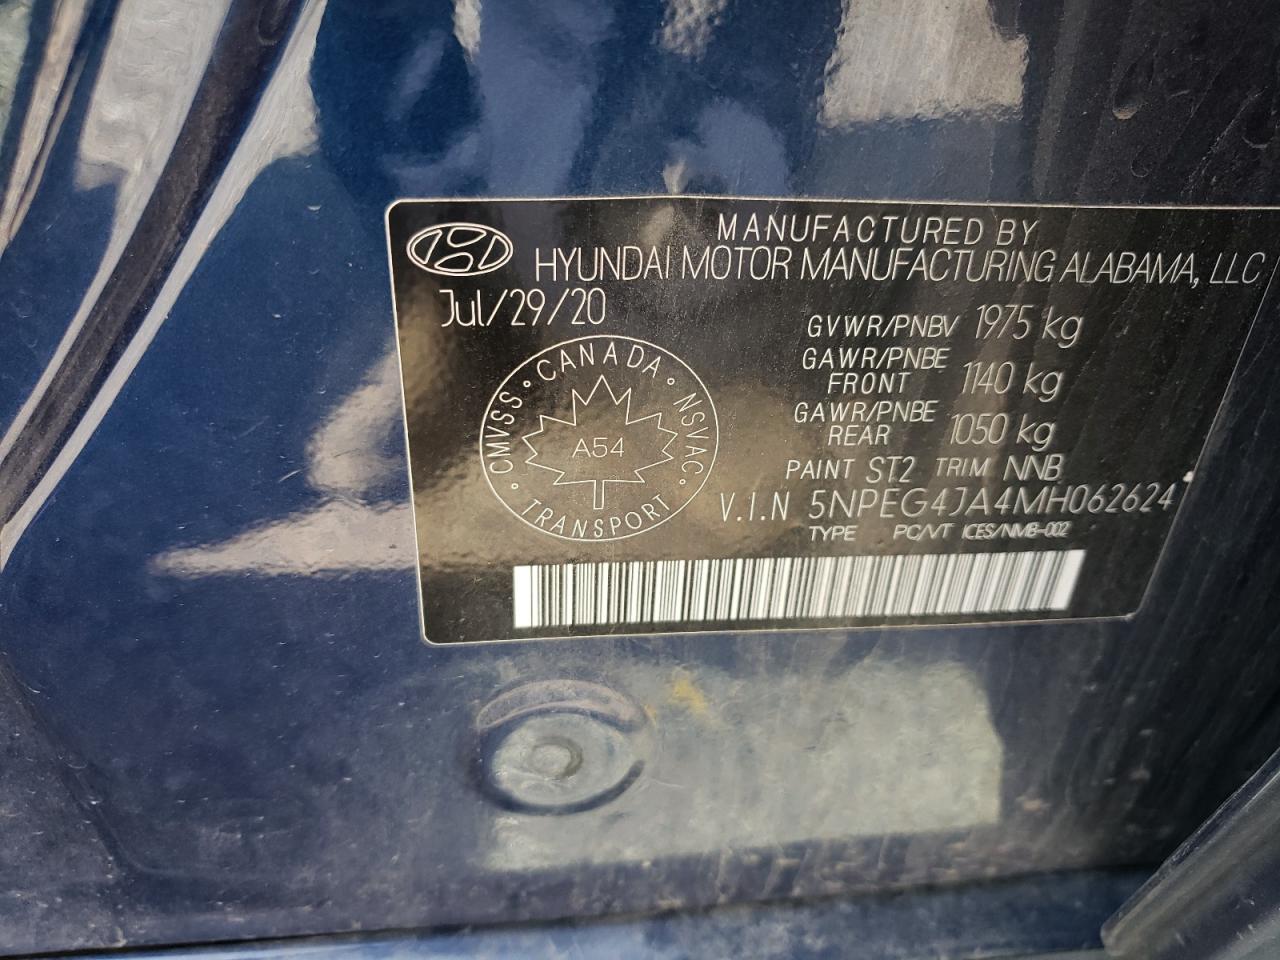 MANUFACTURED BY
HYUNDAI MOTOR MANUFACTURING ALABAMA, LLC
Jul/29/20
GVWR/PNBV 1975 kg
GAWR/PNBE FRONT 1140 kg
GAWR/PNBE REAR 1050 kg
PAINT ST2 TRIM NNB
V.I.N 5NPEG4JA4MH062624
TYPE PC/VT ICES/NMB-002
CMVSS • CANADA • NSVAC • TRANSPORT •
A54